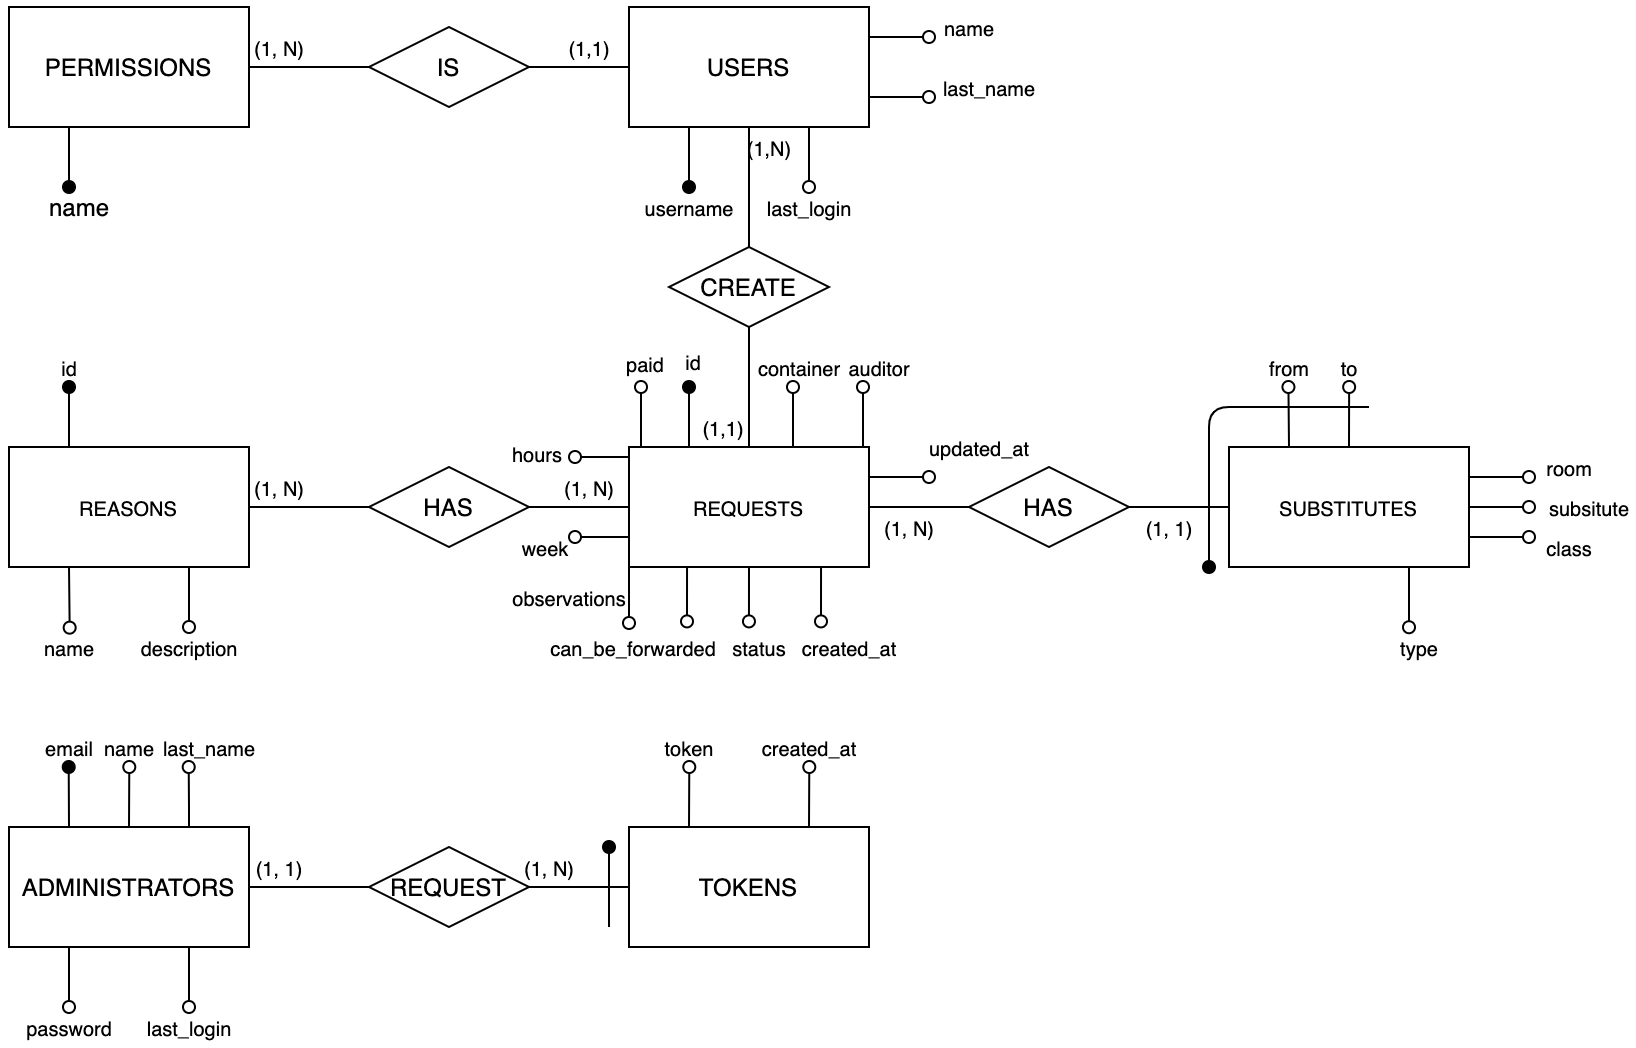 PERMISSIONS
(1, N)
IS
(1,1)
USERS
name
last_name
name
(1,N)
username
last_login
CREATE
id
paid
id
container
auditor
from
to
(1,1)
hours
updated_at
REASONS
(1, N)
HAS
(1, N)
REQUESTS
(1, N)
HAS
(1, 1)
SUBSTITUTES
room
subsitute
class
week
observations
name
description
can_be_forwarded
status
created_at
type
email
name
last_name
token
created_at
ADMINISTRATORS
(1, 1)
REQUEST
(1, N)
TOKENS
password
last_login